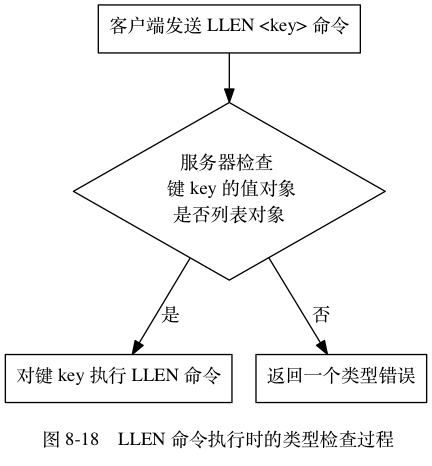 客户端发送 LLEN <key> 命令
服务器检查
键 key 的值对象
是否列表对象
是
否
对键 key 执行 LLEN 命令
返回一个类型错误
图 8-18 LLEN 命令执行时的类型检查过程